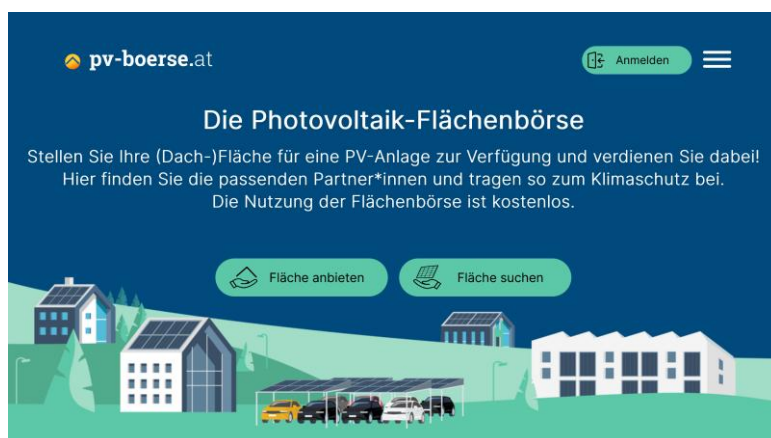 pv-boerse.at
Anmelden
Die Photovoltaik-Flächenbörse
Stellen Sie Ihre (Dach-)Fläche für eine PV-Anlage zur Verfügung und verdienen Sie dabei!
Hier finden Sie die passenden Partner*innen und tragen so zum Klimaschutz bei.
Die Nutzung der Flächenbörse ist kostenlos.
Fläche anbieten
Fläche suchen